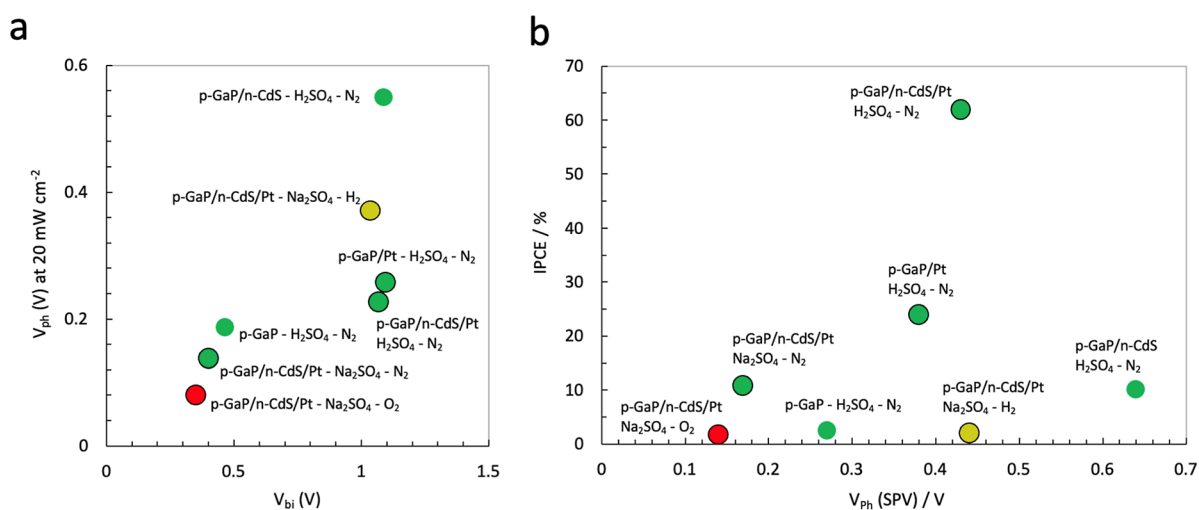 a
0.6
0.4
0.2
0
0
0.5
1
1.5
V_ph (V) at 20 mW cm⁻²
V_bi (V)
p-GaP/n-CdS - H₂SO₄ - N₂
p-GaP/n-CdS/Pt - Na₂SO₄ - H₂
p-GaP/Pt - H₂SO₄ - N₂
p-GaP/n-CdS/Pt
H₂SO₄ - N₂
p-GaP - H₂SO₄ - N₂
p-GaP/n-CdS/Pt - Na₂SO₄ - N₂
p-GaP/n-CdS/Pt - Na₂SO₄ - O₂
b
70
60
50
40
30
20
10
0
0
0.1
0.2
0.3
0.4
0.5
0.6
0.7
IPCE / %
V_Ph (SPV) / V
p-GaP/n-CdS/Pt
H₂SO₄ - N₂
p-GaP/Pt
H₂SO₄ - N₂
p-GaP/n-CdS/Pt
Na₂SO₄ - N₂
p-GaP/n-CdS
H₂SO₄ - N₂
p-GaP/n-CdS/Pt
Na₂SO₄ - O₂
p-GaP - H₂SO₄ - N₂
p-GaP/n-CdS/Pt
Na₂SO₄ - H₂